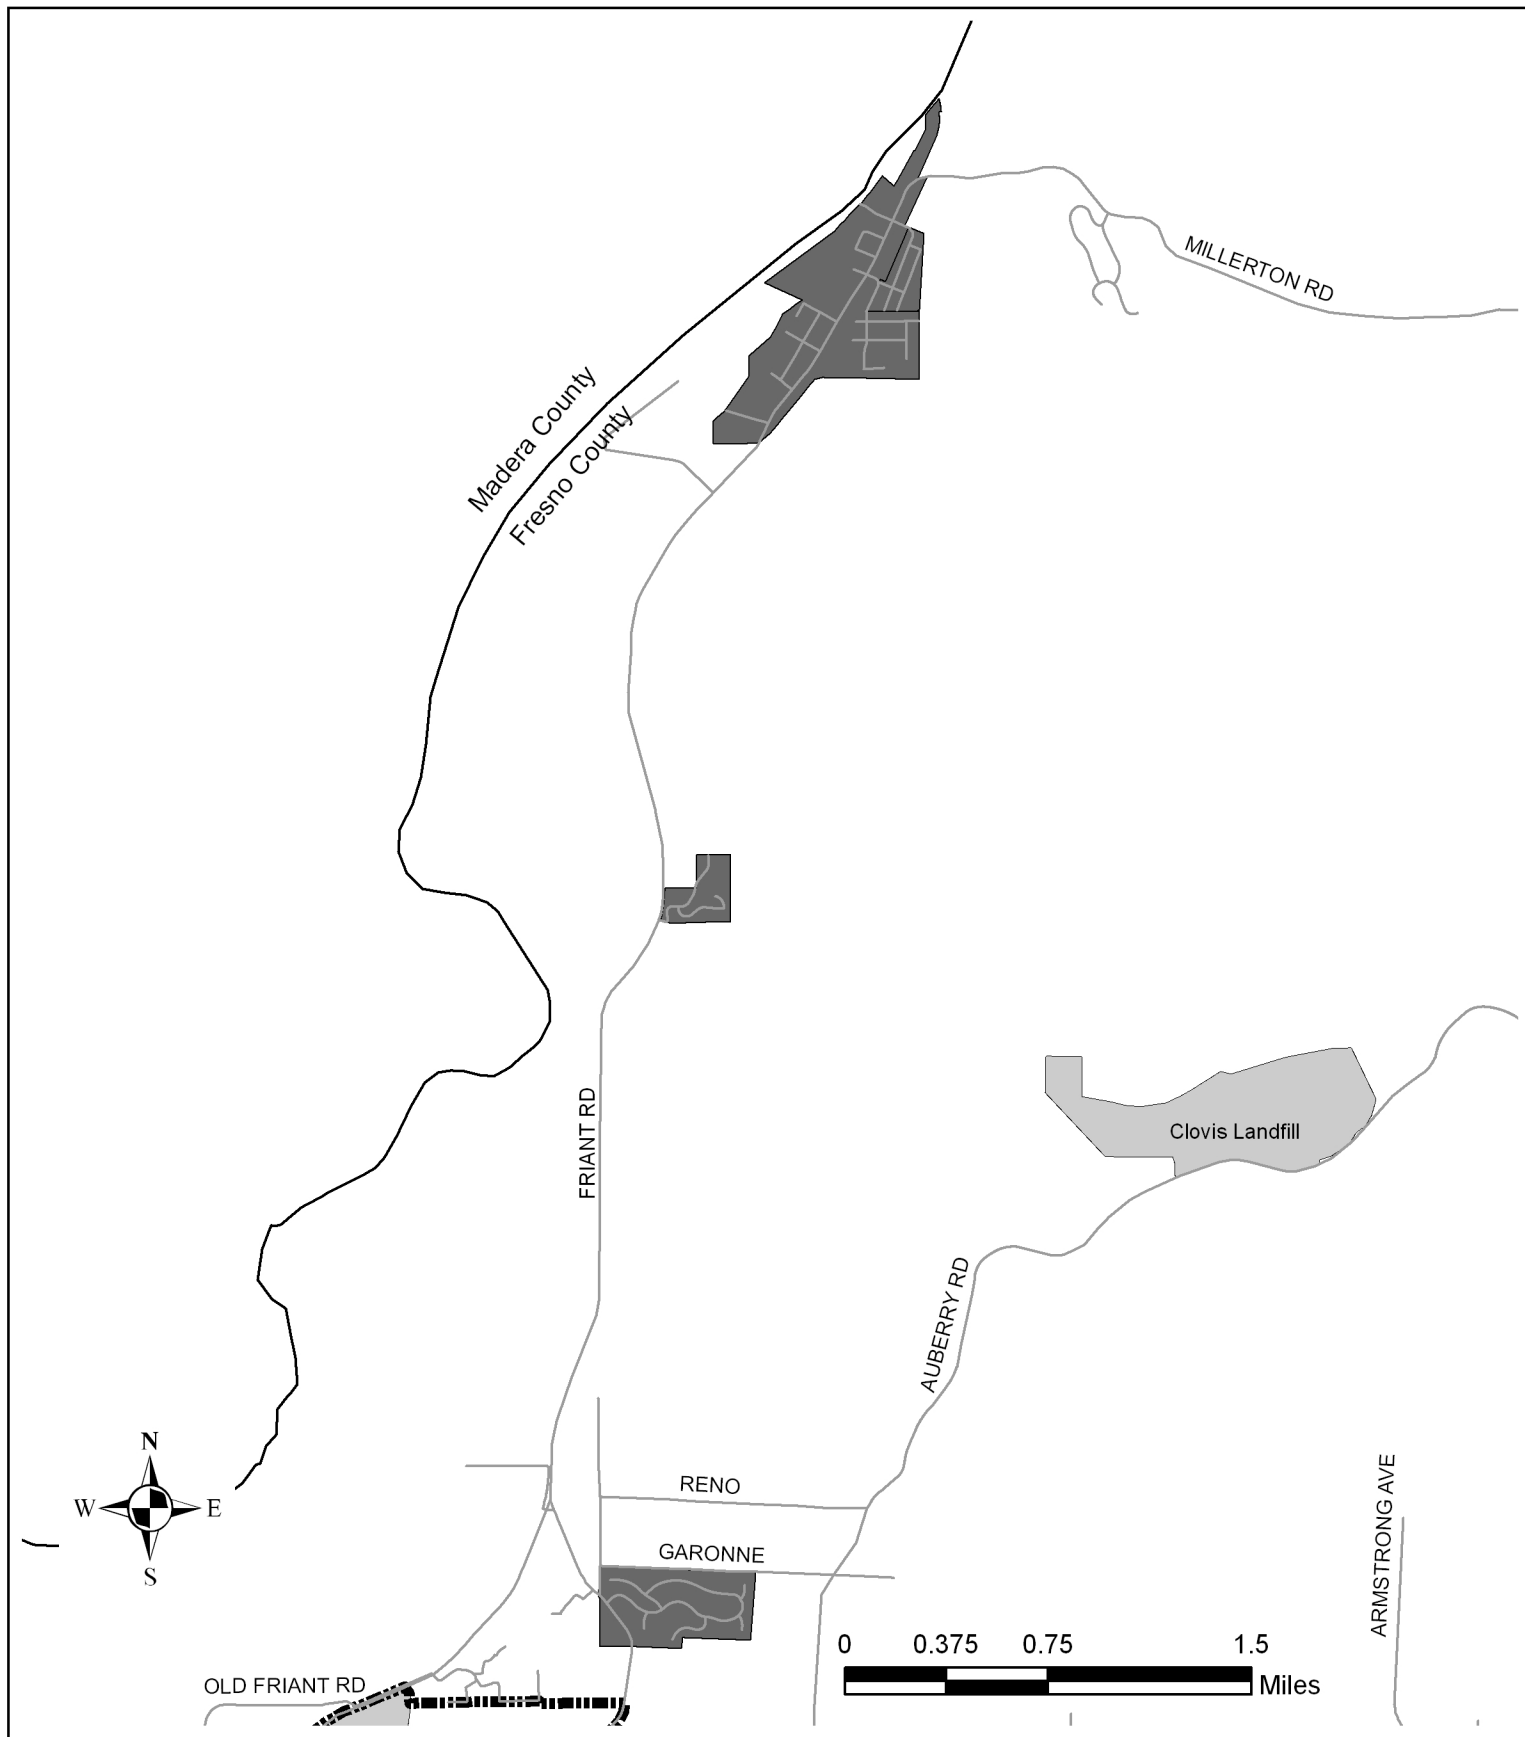 MILLERTON RD
Madera County
Fresno County
FRIANT RD
Clovis Landfill
AUBERRY RD
N
W E
S
RENO
GARONNE
ARMSTRONG AVE
0 0.375 0.75 1.5
Miles
OLD FRIANT RD